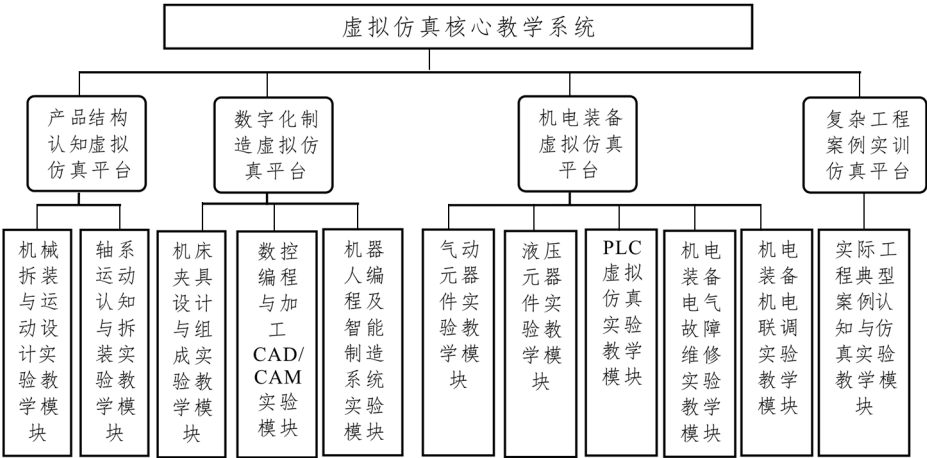 虚拟仿真核心教学系统
产品结构
认知虚拟
仿真平台
数字化制
造虚拟仿
真平台
机电装备
虚拟仿真
平台
复杂工程
案例实训
仿真平台
机械
拆装
与运
动设
计实
验教
学模
块
轴系
运动
认知
与拆
装实
验教
学模
块
机床
夹具
设计
与组
成实
验教
学模
块
数控
编程
与加
工
CAD/
CAM
实验
模块
机器
人编
程及
智能
制造
系统
实验
模块
气动
元器
件实
验教
学模
块
液压
元器
件实
验教
学模
块
PLC
虚拟
仿真
实验
教学
模块
机电
装备
电气
故障
维修
实验
教学
模块
机电
装备
机电
联调
实验
教学
模块
实际工
程典型
案例认
知与仿
真实验
教学模
块